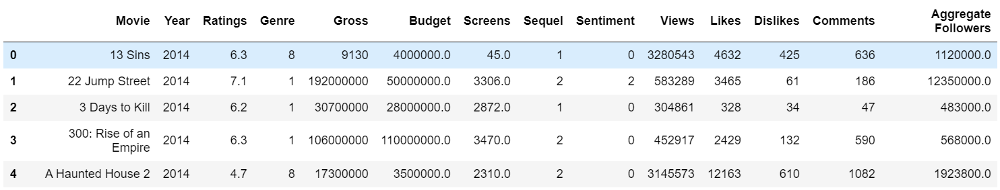 Movie Year Ratings Genre Gross Budget Screens Sequel Sentiment Views Likes Dislikes Comments Aggregate
Followers
0 13 Sins 2014 6.3 8 9130 4000000.0 45.0 1 0 3280543 4632 425 636 1120000.0
1 22 Jump Street 2014 7.1 1 192000000 50000000.0 3306.0 2 2 583289 3465 61 186 12350000.0
2 3 Days to Kill 2014 6.2 1 30700000 28000000.0 2872.0 1 0 304861 328 34 47 483000.0
3 300: Rise of an
Empire 2014 6.3 1 106000000 110000000.0 3470.0 2 0 452917 2429 132 590 568000.0
4 A Haunted House 2 2014 4.7 8 17300000 3500000.0 2310.0 2 0 3145573 12163 610 1082 1923800.0